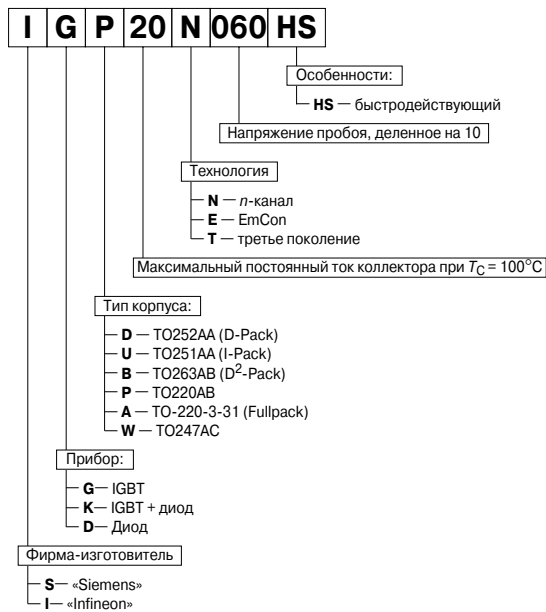 I G P 20 N 060 HS
Особенности:
HS — быстродействующий
Напряжение пробоя, деленное на 10
Технология
N — n-канал
E — EmCon
T — третье поколение
Максимальный постоянный ток коллектора при TC = 100°C
Тип корпуса:
D — TO252AA (D-Pack)
U — TO251AA (I-Pack)
B — TO263AB (D2-Pack)
P — TO220AB
A — TO-220-3-31 (Fullpack)
W — TO247AC
Прибор:
G — IGBT
K — IGBT + диод
D — Диод
Фирма-изготовитель
S — «Siemens»
I — «Infineon»